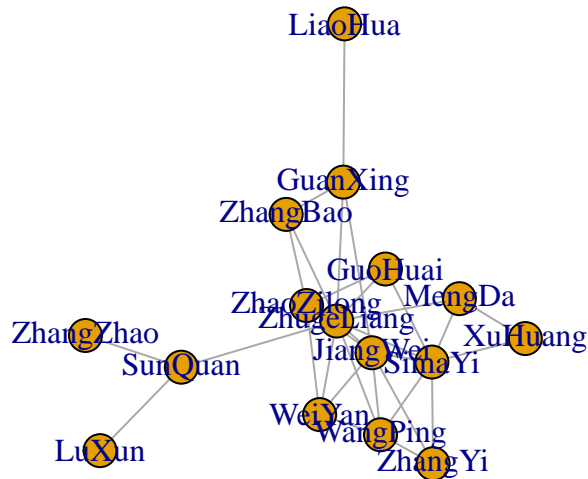 LiaoHua
GuanXing
ZhangBao
GuoHuai
ZhaoZilong
MengDa
ZhugeLiang
ZhangZhao
XuHuang
JiangWei
SimaYi
SunQuan
WeiYan
WangPing
LuXun
ZhangYi